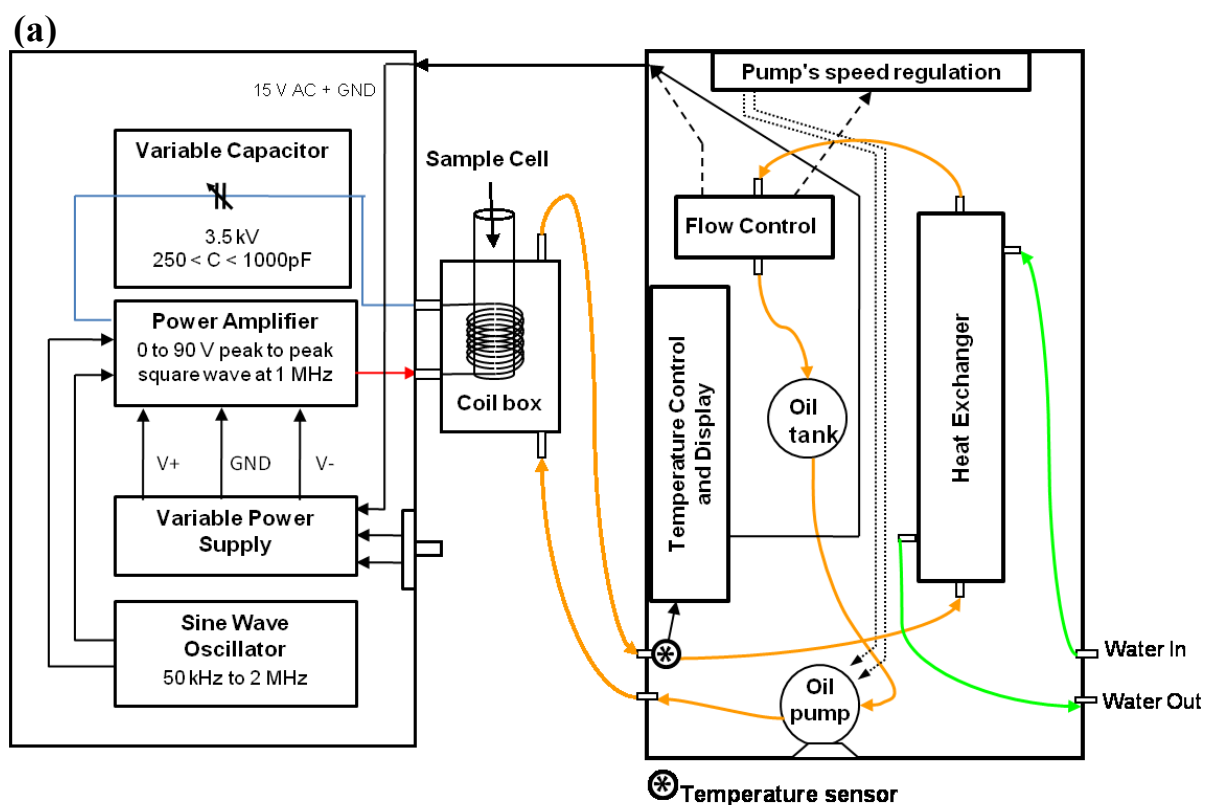 (a)
15 V AC + GND
Variable Capacitor
3.5 kV
250 < C < 1000pF
Power Amplifier
0 to 90 V peak to peak
square wave at 1 MHz
V+
GND
V-
Variable Power
Supply
Sine Wave
Oscillator
50 kHz to 2 MHz
Sample Cell
Coil box
Pump's speed regulation
Flow Control
Temperature Control
and Display
Oil
tank
Heat Exchanger
Oil
pump
Water In
Water Out
Temperature sensor